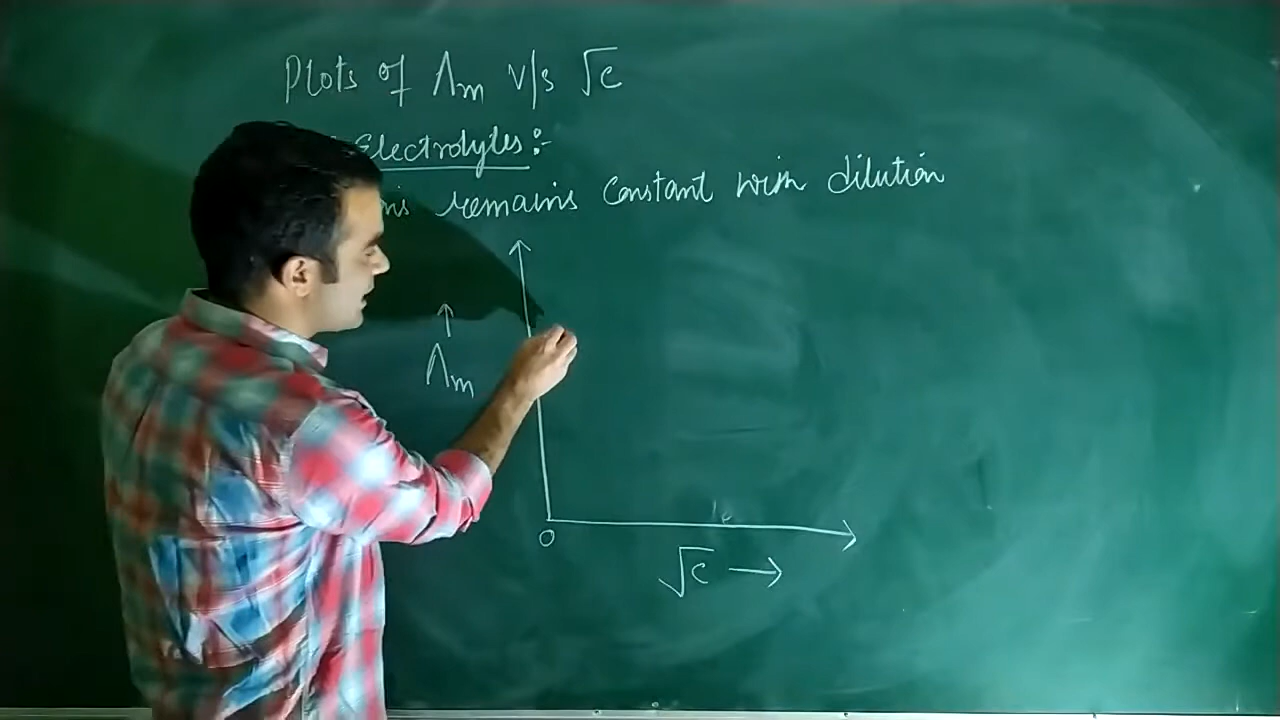 Plots of Λm v/s √c
Electrolytes:-
remains constant with dilution
↑
Λm
0
√c →